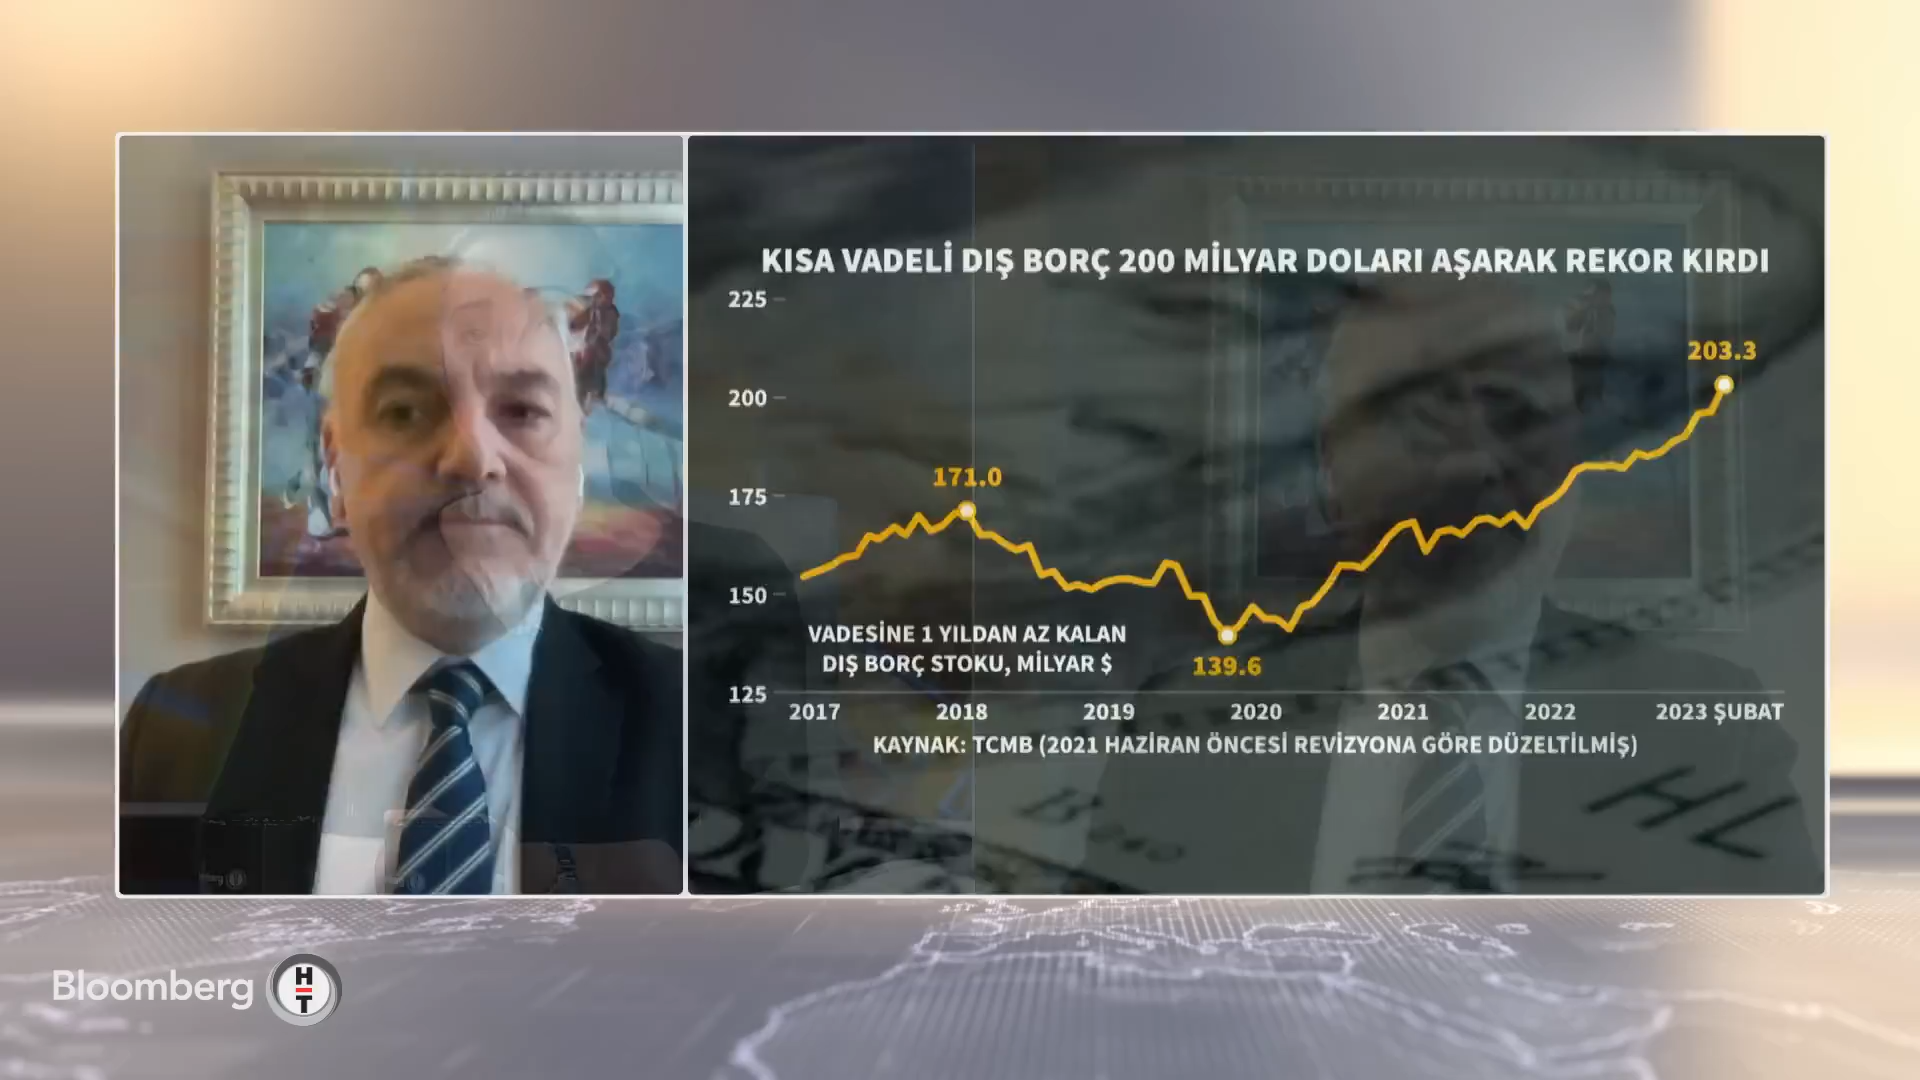 KISA VADELİ DIŞ BORÇ 200 MİLYAR DOLARI AŞARAK REKOR KIRDI
225
203.3
200
171.0
175
150
VADESİNE 1 YILDAN AZ KALAN
DIŞ BORÇ STOKU, MİLYAR $
139.6
125
2017 2018 2019 2020 2021 2022 2023 ŞUBAT
KAYNAK: TCMB (2021 HAZİRAN ÖNCESİ REVİZYONA GÖRE DÜZELTİLMİŞ)
HL
Bloomberg HT